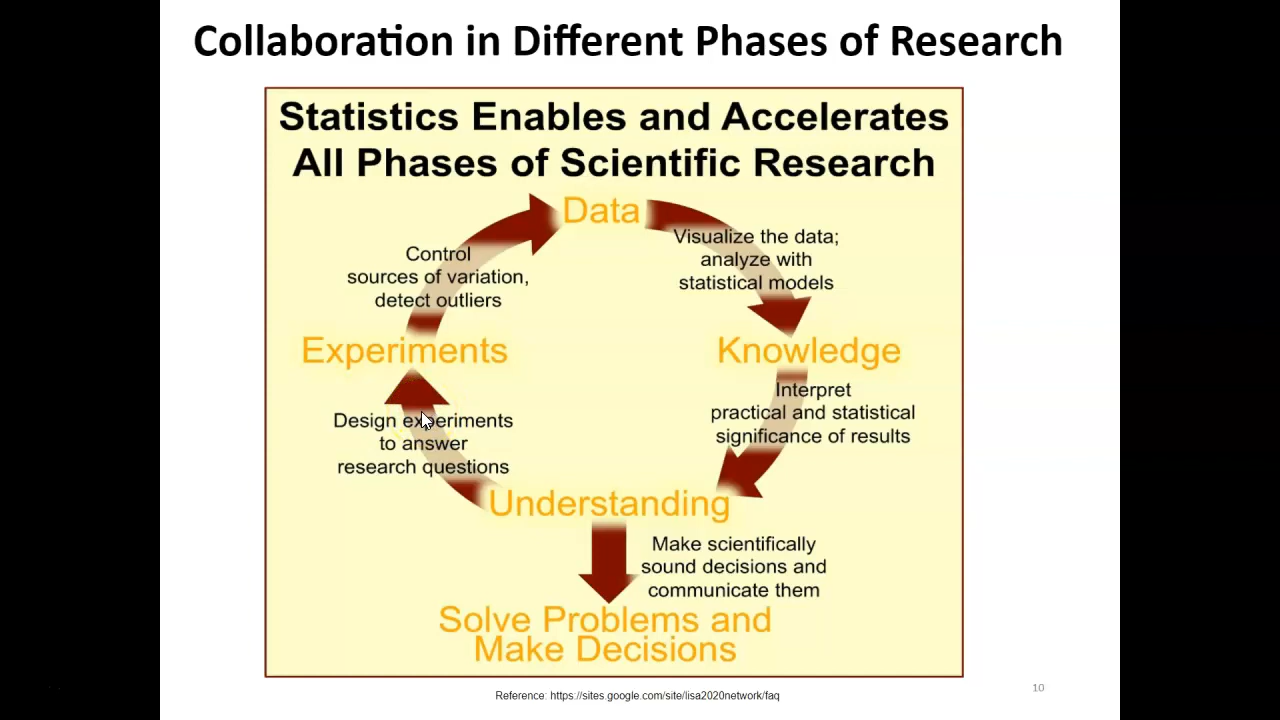 Collaboration in Different Phases of Research
Statistics Enables and Accelerates
All Phases of Scientific Research
Data
Visualize the data;
analyze with
statistical models
Control
sources of variation,
detect outliers
Experiments
Knowledge
Interpret
practical and statistical
significance of results
Design experiments
to answer
research questions
Understanding
Make scientifically
sound decisions and
communicate them
Solve Problems and
Make Decisions
Reference: https://sites.google.com/site/lisa2020network/faq
10